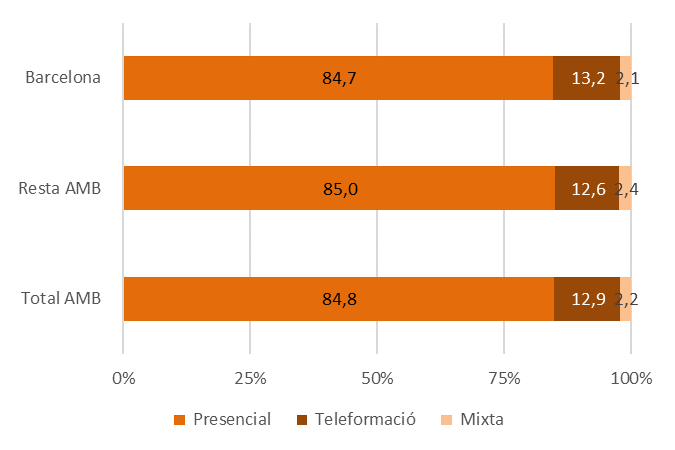 Barcelona 84,7 13,2 2,1
Resta AMB 85,0 12,6 2,4
Total AMB 84,8 12,9 2,2
0% 25% 50% 75% 100%
Presencial Teleformació Mixta